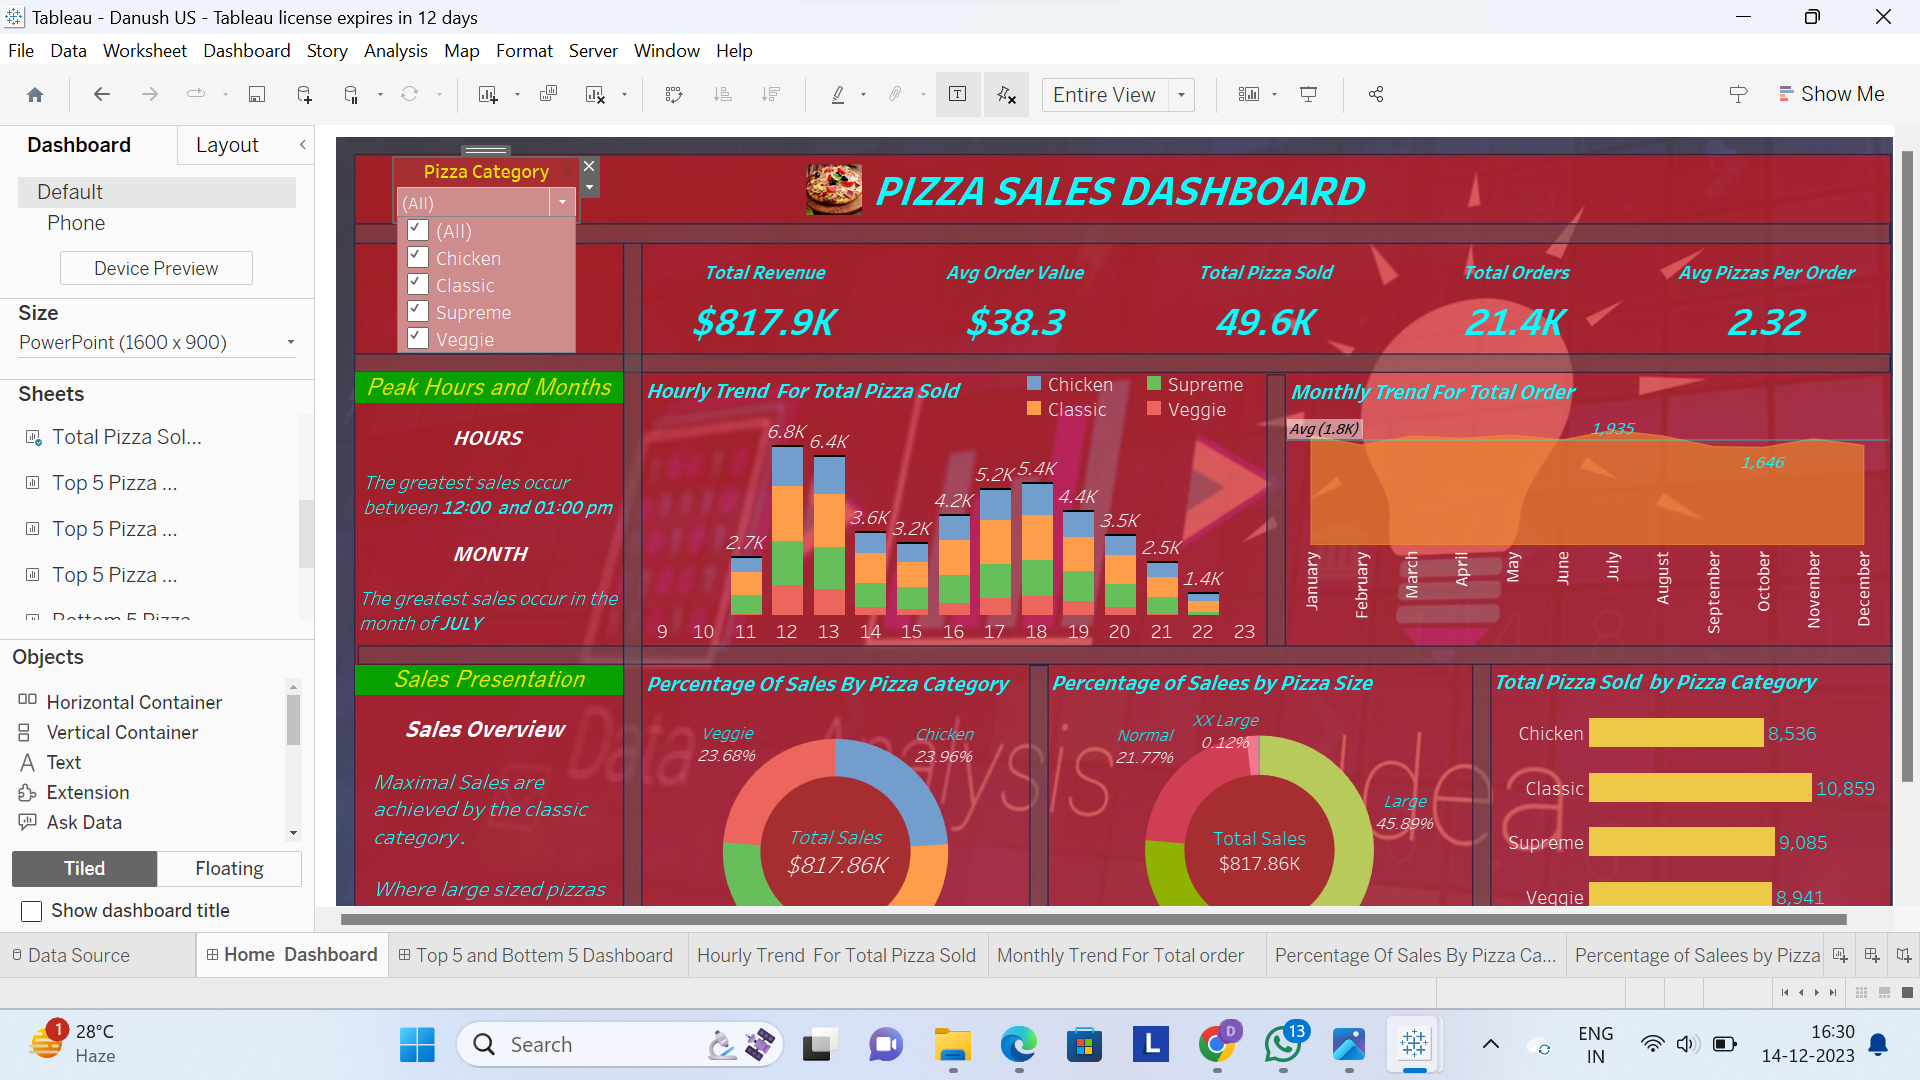 Tableau - Danush US - Tableau license expires in 12 days
File Data Worksheet Dashboard Story Analysis Map Format Server Window Help
Entire View
Show Me
Dashboard Layout
Default
Phone
Device Preview
Size
PowerPoint (1600 x 900)
Sheets
Total Pizza Sol...
Top 5 Pizza ...
Top 5 Pizza ...
Top 5 Pizza ...
Bottom 5 Pizza
Objects
Horizontal Container
Vertical Container
Text
Extension
Ask Data
Tiled Floating
Show dashboard title
Pizza Category
(All)
(All)
Chicken
Classic
Supreme
Veggie
PIZZA SALES DASHBOARD
Total Revenue Avg Order Value Total Pizza Sold Total Orders Avg Pizzas Per Order
$817.9K $38.3 49.6K 21.4K 2.32
Peak Hours and Months
HOURS
The greatest sales occur
between 12:00 and 01:00 pm
MONTH
The greatest sales occur in the
month of JULY
Hourly Trend For Total Pizza Sold
Chicken Supreme
Classic Veggie
2.7K 6.8K 6.4K 3.6K 3.2K 4.2K 5.2K 5.4K 4.4K 3.5K 2.5K 1.4K
9 10 11 12 13 14 15 16 17 18 19 20 21 22 23
Monthly Trend For Total Order
Avg (1.8K)
1,935
1,646
January February March April May June July August September October November December
Sales Presentation
Sales Overview
Maximal Sales are
achieved by the classic
category.
Where large sized pizzas
Percentage Of Sales By Pizza Category
Veggie
23.68%
Chicken
23.96%
Total Sales
$817.86K
Percentage of Salees by Pizza Size
XX Large
0.12%
Normal
21.77%
Large
45.89%
Total Sales
$817.86K
Total Pizza Sold by Pizza Category
Chicken 8,536
Classic 10,859
Supreme 9,085
Veggie 8,941
Data Analysis Idea
Data Source Home Dashboard Top 5 and Bottem 5 Dashboard Hourly Trend For Total Pizza Sold Monthly Trend For Total order Percentage Of Sales By Pizza Ca... Percentage of Salees by Pizza
1
28°C
Haze
Search
L
D
13
ENG
IN
16:30
14-12-2023